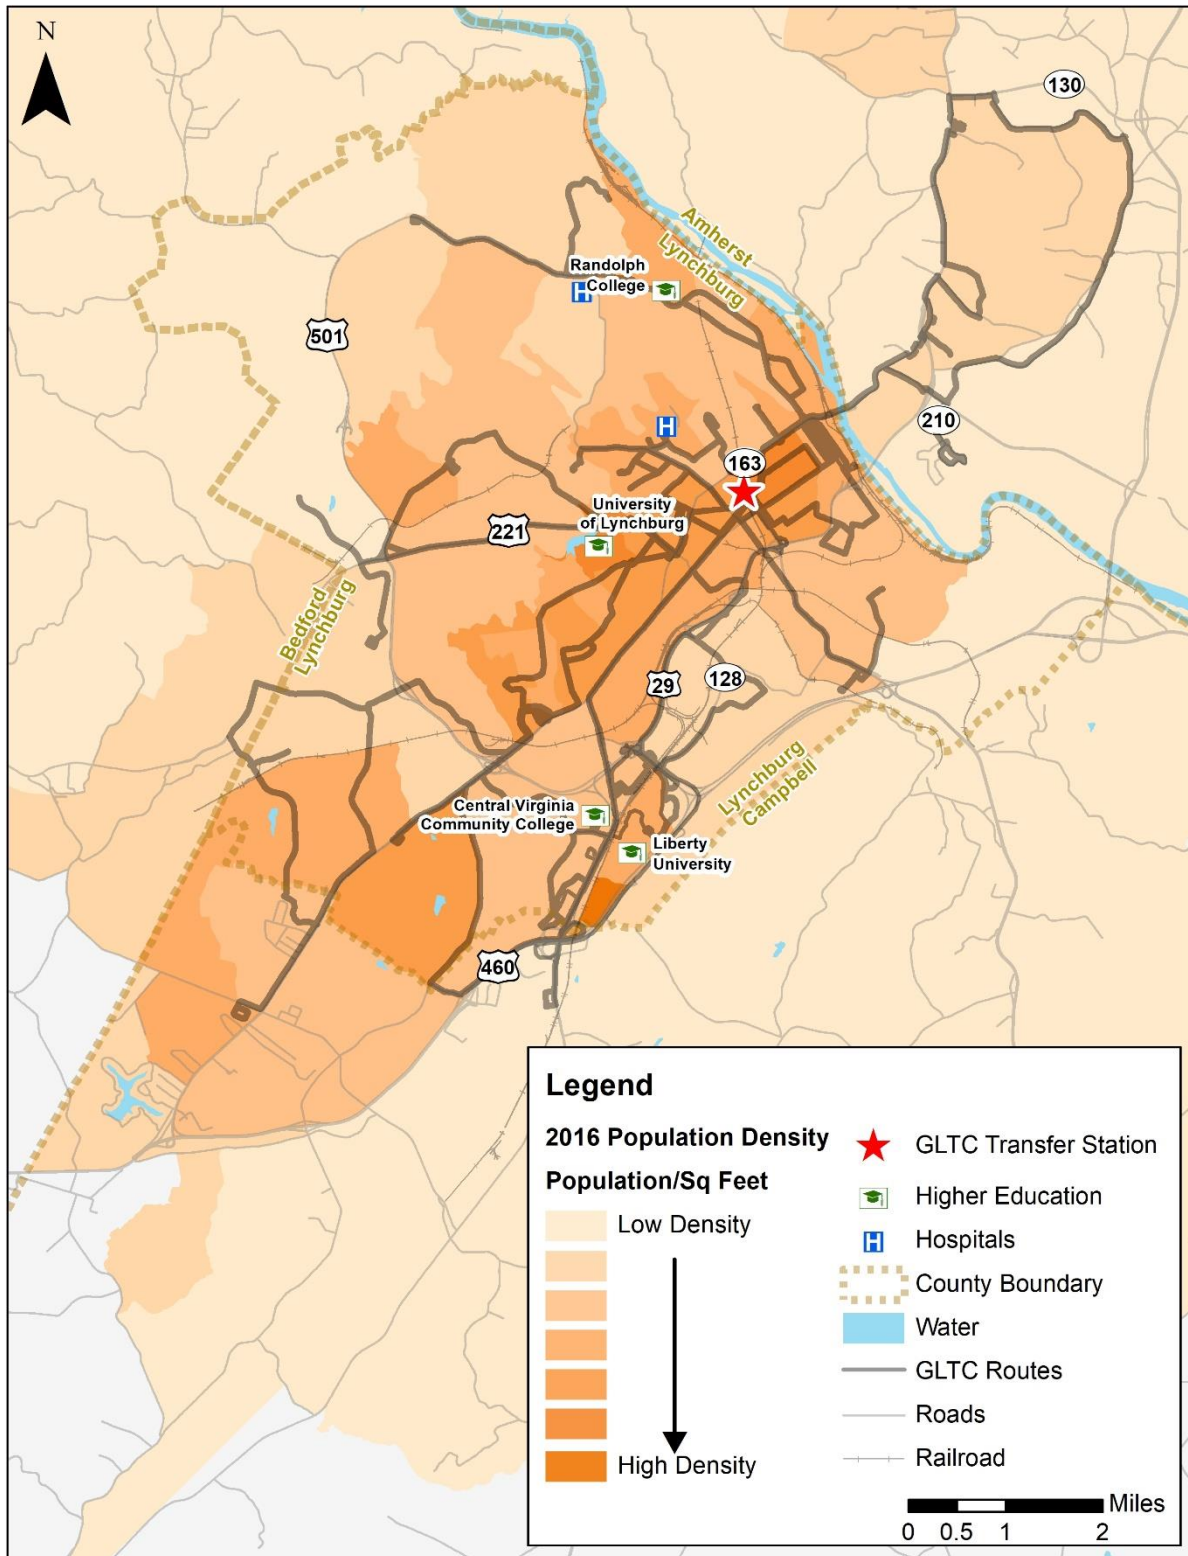 N
130
Amherst
Lynchburg
Randolph
College
H
501
210
H
163
University
of Lynchburg
221
Bedford
Lynchburg
29
128
Lynchburg
Campbell
Central Virginia
Community College
Liberty
University
460
Legend
2016 Population Density
Population/Sq Feet
Low Density
High Density
GLTC Transfer Station
Higher Education
H
Hospitals
County Boundary
Water
GLTC Routes
Roads
Railroad
Miles
0 0.5 1 2